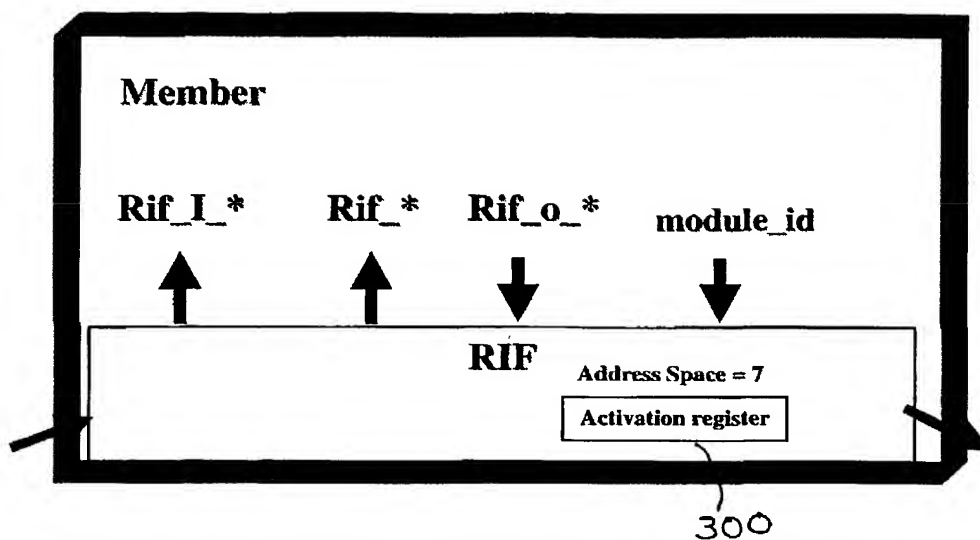 Member
Rif_I_* Rif_* Rif_o_* module_id
RIF
Address Space = 7
Activation register
300